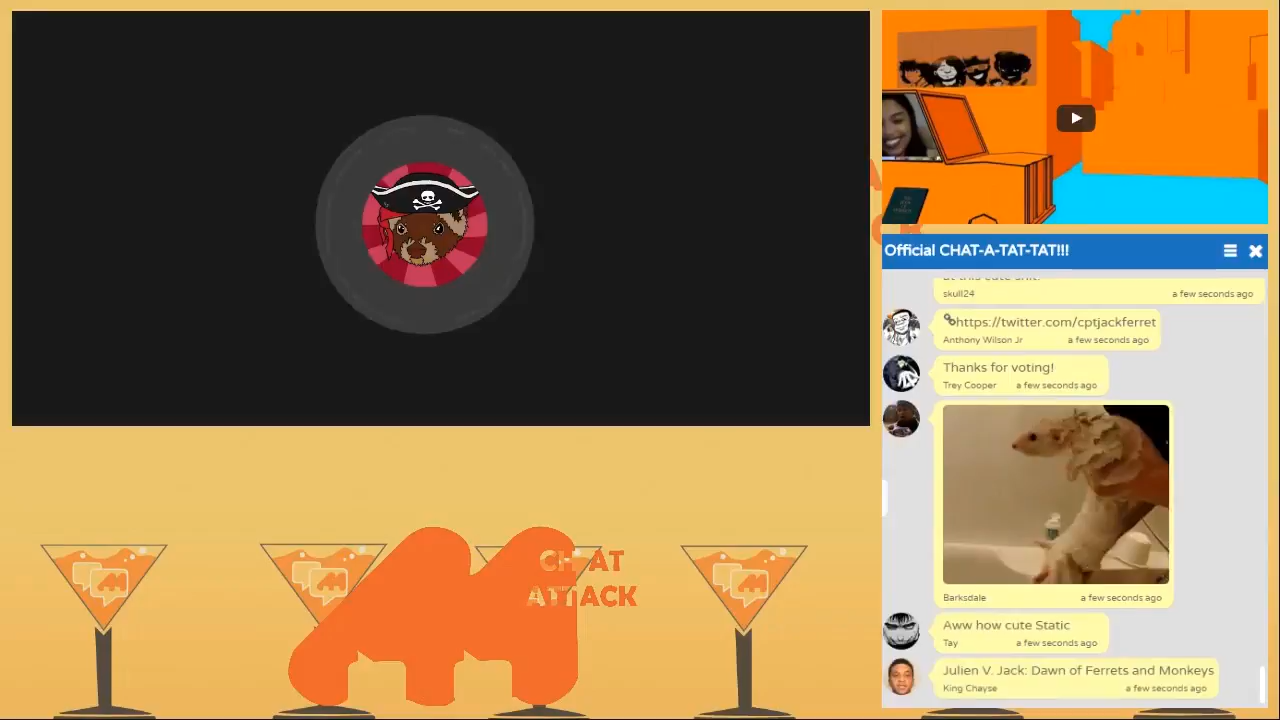 Official CHAT-A-TAT-TAT!!!
skull24 a few seconds ago
https://twitter.com/cptjackferret
Anthony Wilson Jr a few seconds ago
Thanks for voting!
Trey Cooper a few seconds ago
Barksdale a few seconds ago
Aww how cute Static
Tay a few seconds ago
Julien V. Jack: Dawn of Ferrets and Monkeys
King Chayse a few seconds ago
CHAT
ATTACK